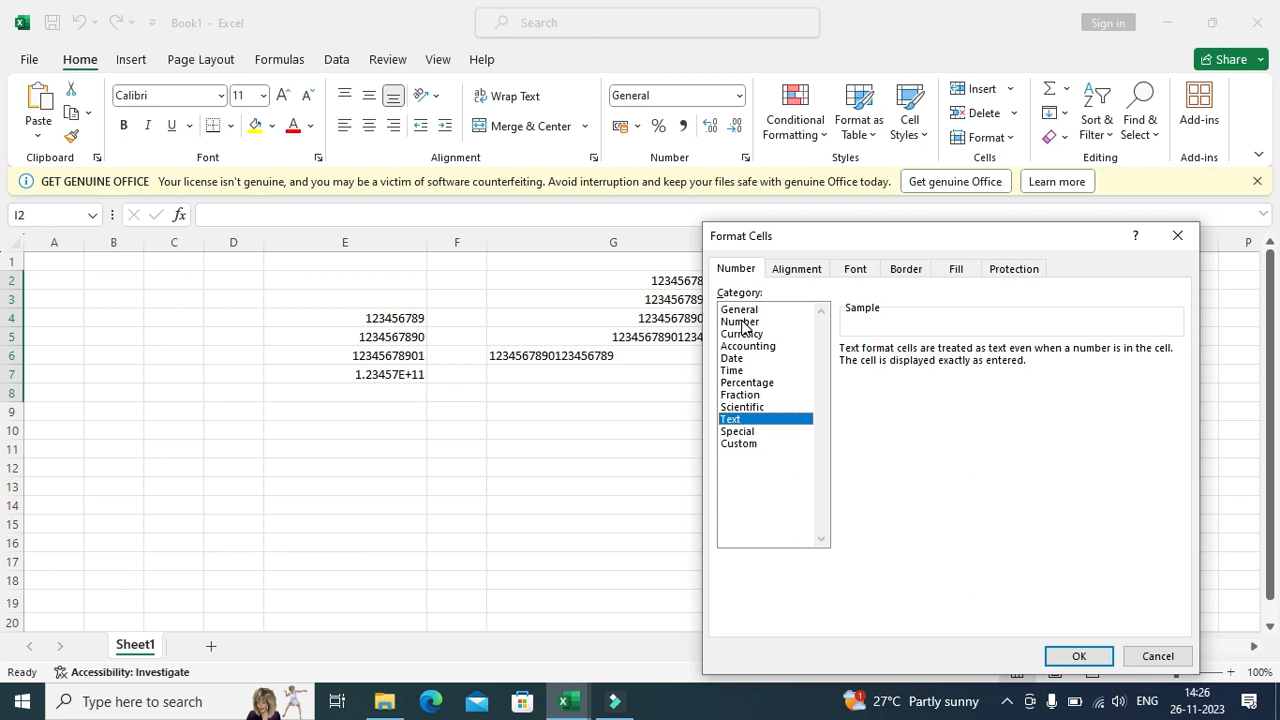 Book1 - Excel
Search
Sign in
File Home Insert Page Layout Formulas Data Review View Help
Share
Paste
Calibri 11
B I U A
Wrap Text
Merge & Center
General
Conditional Formatting
Format as Table
Cell Styles
Insert
Delete
Format
Sort & Filter
Find & Select
Add-ins
Clipboard Font Alignment Number Styles Cells Editing Add-ins
GET GENUINE OFFICE Your license isn't genuine, and you may be a victim of software counterfeiting. Avoid interruption and keep your files safe with genuine Office today. Get genuine Office Learn more
I2 fx
A B C D E F G P
1
2 12345678
3 123456789
4 123456789 1234567890
5 1234567890 12345678901234
6 12345678901 1234567890123456789
7 1.23457E+11
8
9
10
11
12
13
14
15
16
17
18
19
20
Format Cells ?
Number Alignment Font Border Fill Protection
Category:
General
Number
Currency
Accounting
Date
Time
Percentage
Fraction
Scientific
Text
Special
Custom
Sample
Text format cells are treated as text even when a number is in the cell.
The cell is displayed exactly as entered.
OK Cancel
Sheet1
Ready Accessibility: Investigate 100%
Type here to search
27°C Partly sunny
ENG
14:26
26-11-2023